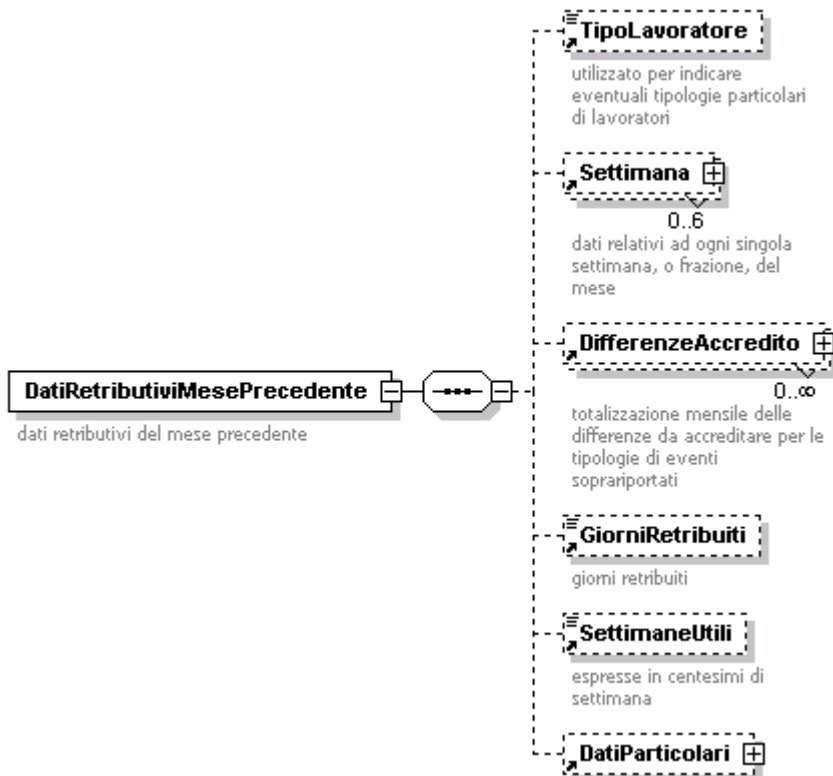 TipoLavoratore
utilizzato per indicare
eventuali tipologie particolari
di lavoratori
Settimana
0..6
dati relativi ad ogni singola
settimana, o frazione, del
mese
DifferenzeAccredito
0..∞
totalizzazione mensile delle
differenze da accreditare per le
tipologie di eventi
soprariportati
DatiRetributiviMesePrecedente
dati retributivi del mese precedente
GiorniRetribuiti
giorni retribuiti
SettimaneUtili
espresse in centesimi di
settimana
DatiParticolari